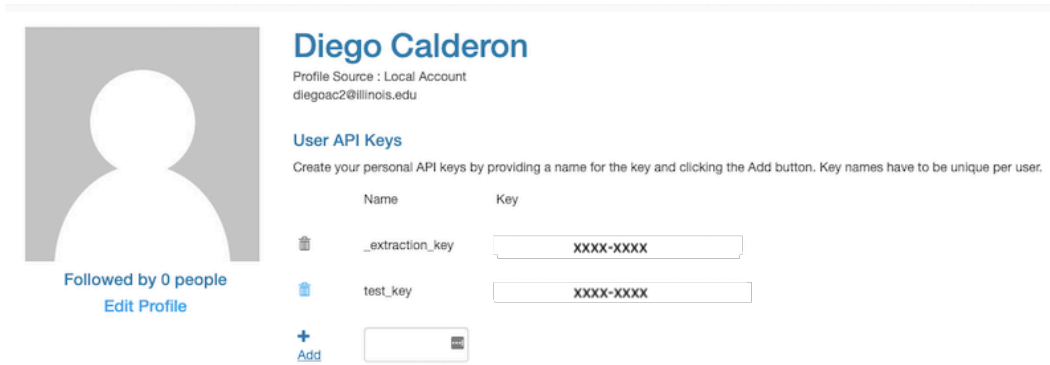 Diego Calderon
Profile Source : Local Account
diegoac2@illinois.edu
User API Keys
Create your personal API keys by providing a name for the key and clicking the Add button. Key names have to be unique per user.
Name Key
_extraction_key XXXX-XXXX
test_key XXXX-XXXX
Add
Followed by 0 people
Edit Profile